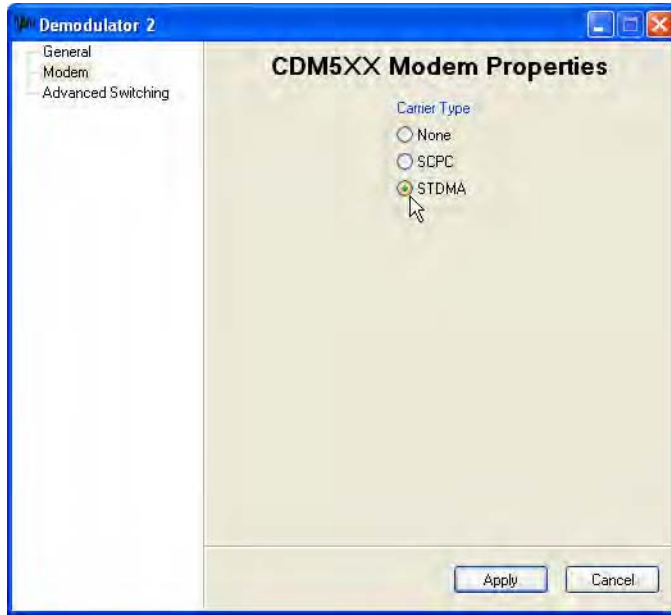 Demodulator 2
General
Modem
Advanced Switching
CDM5XX Modem Properties
Carrier Type
None
SCPC
STDMA
Apply
Cancel